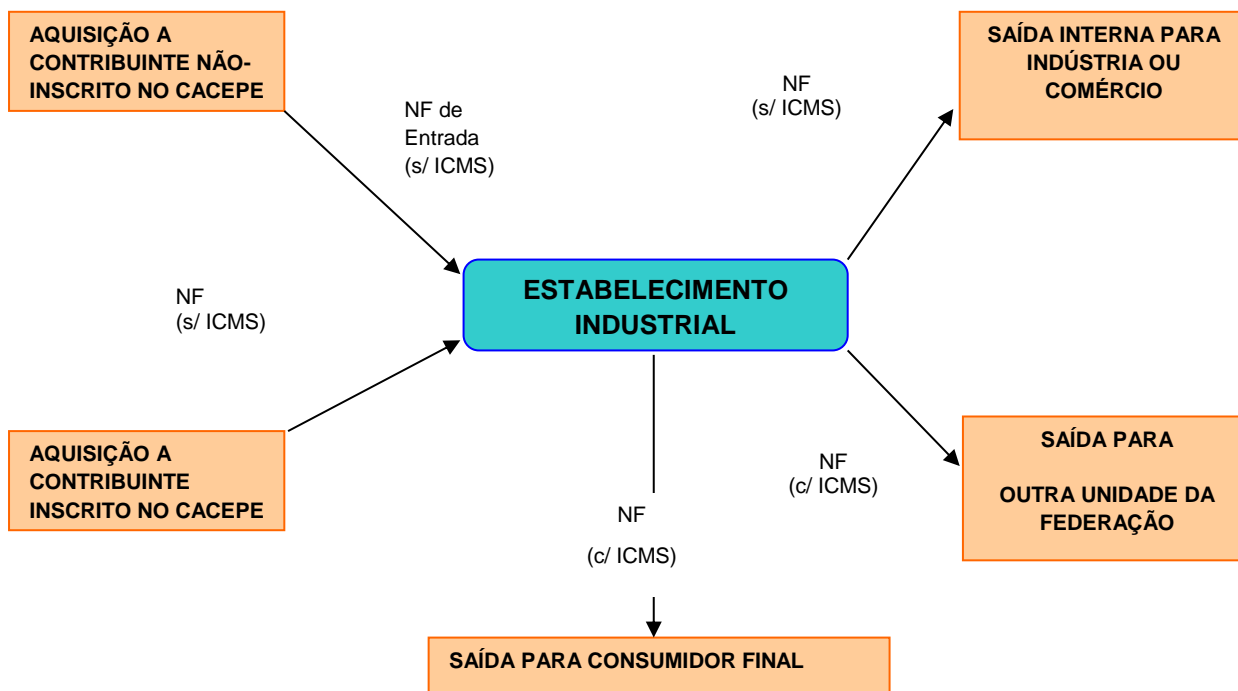 AQUISIÇÃO A
CONTRIBUINTE NÃO-
INSCRITO NO CACEPE
NF de
Entrada
(s/ ICMS)
NF
(s/ ICMS)
SAÍDA INTERNA PARA
INDÚSTRIA OU
COMÉRCIO
NF
(s/ ICMS)
ESTABELECIMENTO
INDUSTRIAL
AQUISIÇÃO A
CONTRIBUINTE
INSCRITO NO CACEPE
NF
(c/ ICMS)
NF
(c/ ICMS)
SAÍDA PARA
OUTRA UNIDADE DA
FEDERAÇÃO
SAÍDA PARA CONSUMIDOR FINAL